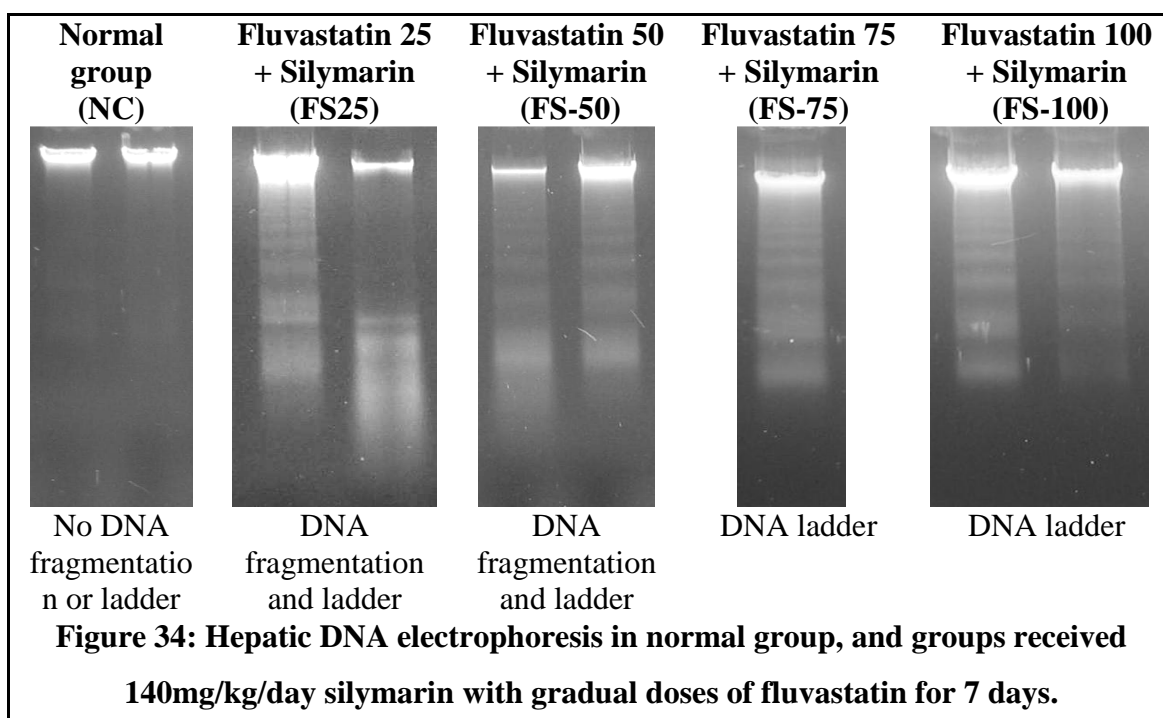 Normal group (NC)
Fluvastatin 25 + Silymarin (FS25)
Fluvastatin 50 + Silymarin (FS-50)
Fluvastatin 75 + Silymarin (FS-75)
Fluvastatin 100 + Silymarin (FS-100)
No DNA fragmentatio n or ladder
DNA fragmentation and ladder
DNA fragmentation and ladder
DNA ladder
DNA ladder
Figure 34: Hepatic DNA electrophoresis in normal group, and groups received
140mg/kg/day silymarin with gradual doses of fluvastatin for 7 days.